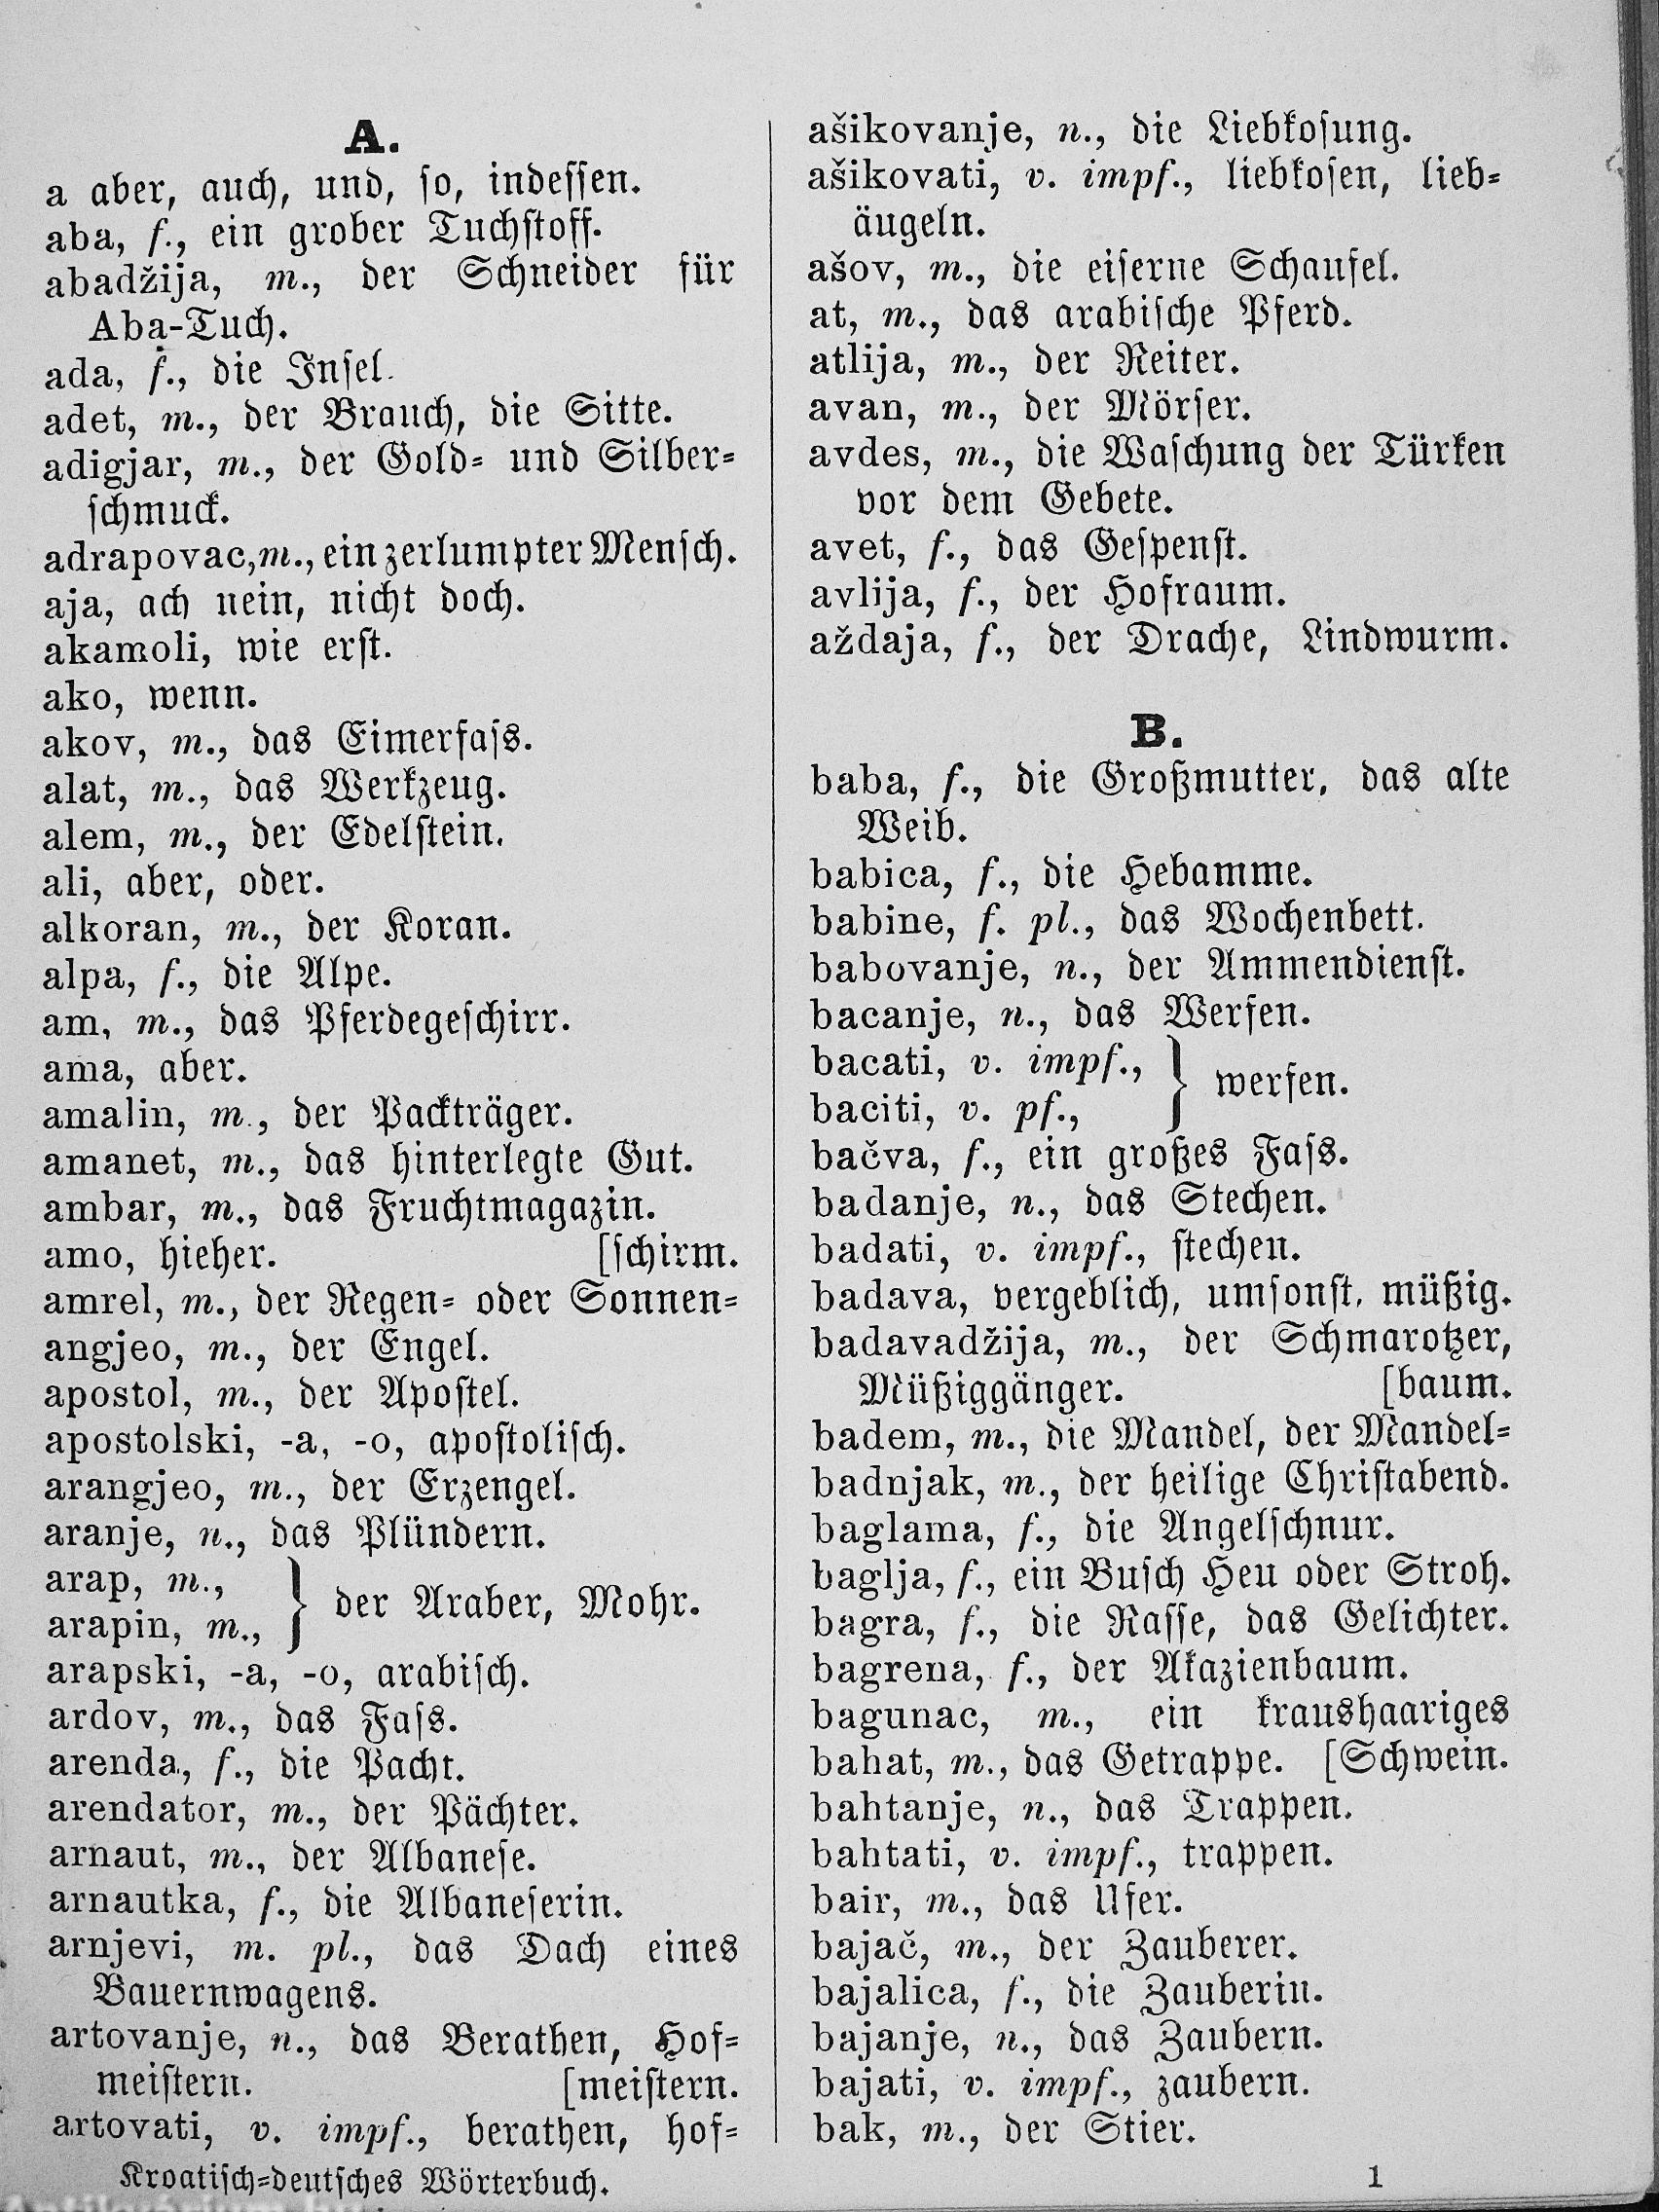 A.
a aber, auch, und, so, indessen.
aba, f., ein grober Tuchstoff.
abadžija, m., der Schneider für
Aba-Tuch.
ada, f., die Insel.
adet, m., der Brauch, die Sitte.
adigjar, m., der Gold= und Silber=
schmuck.
adrapovac, m., ein zerlumpter Mensch.
aja, ach nein, nicht doch.
akamoli, wie erst.
ako, wenn.
akov, m., das Eimerfass.
alat, m., das Werkzeug.
alem, m., der Edelstein.
ali, aber, oder.
alkoran, m., der Koran.
alpa, f., die Alpe.
am, m., das Pferdegeschirr.
ama, aber.
amalin, m., der Packträger.
amanet, m., das hinterlegte Gut.
ambar, m., das Fruchtmagazin.
amo, hieher. [schirm.
amrel, m., der Regen= oder Sonnen=
angjeo, m., der Engel.
apostol, m., der Apostel.
apostolski, -a, -o, apostolisch.
arangjeo, m., der Erzengel.
aranje, n., das Plündern.
arap, m.,
arapin, m., } der Araber, Mohr.
arapski, -a, -o, arabisch.
ardov, m., das Fass.
arenda, f., die Pacht.
arendator, m., der Pächter.
arnaut, m., der Albanese.
arnautka, f., die Albaneserin.
arnjevi, m. pl., das Dach eines
Bauernwagens.
artovanje, n., das Berathen, Hof=
meistern. [meistern.
artovati, v. impf., berathen, hof=
Kroatisch=deutsches Wörterbuch.
ašikovanje, n., die Liebkosung.
ašikovati, v. impf., liebkosen, lieb=
äugeln.
ašov, m., die eiserne Schaufel.
at, m., das arabische Pferd.
atlija, m., der Reiter.
avan, m., der Mörser.
avdes, m., die Waschung der Türken
vor dem Gebete.
avet, f., das Gespenst.
avlija, f., der Hofraum.
aždaja, f., der Drache, Lindwurm.
B.
baba, f., die Großmutter, das alte
Weib.
babica, f., die Hebamme.
babine, f. pl., das Wochenbett.
babovanje, n., der Ammendienst.
bacanje, n., das Werfen.
bacati, v. impf.,
baciti, v. pf., } werfen.
bačva, f., ein großes Fass.
badanje, n., das Stechen.
badati, v. impf., stechen.
badava, vergeblich, umsonst, müßig.
badavadžija, m., der Schmarotzer,
Müßiggänger. [baum.
badem, m., die Mandel, der Mandel=
badnjak, m., der heilige Christabend.
baglama, f., die Angelschnur.
baglja, f., ein Busch Heu oder Stroh.
bagra, f., die Rasse, das Gelichter.
bagrena, f., der Akazienbaum.
bagunac, m., ein kraushaariges
bahat, m., das Getrappe. [Schwein.
bahtanje, n., das Trappen.
bahtati, v. impf., trappen.
bair, m., das Ufer.
bajač, m., der Zauberer.
bajalica, f., die Zauberin.
bajanje, n., das Zaubern.
bajati, v. impf., zaubern.
bak, m., der Stier.
1